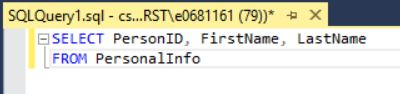 SQLQuery1.sql - cs...RST\e0681161 (79))*
SELECT PersonID, FirstName, LastName
FROM PersonalInfo